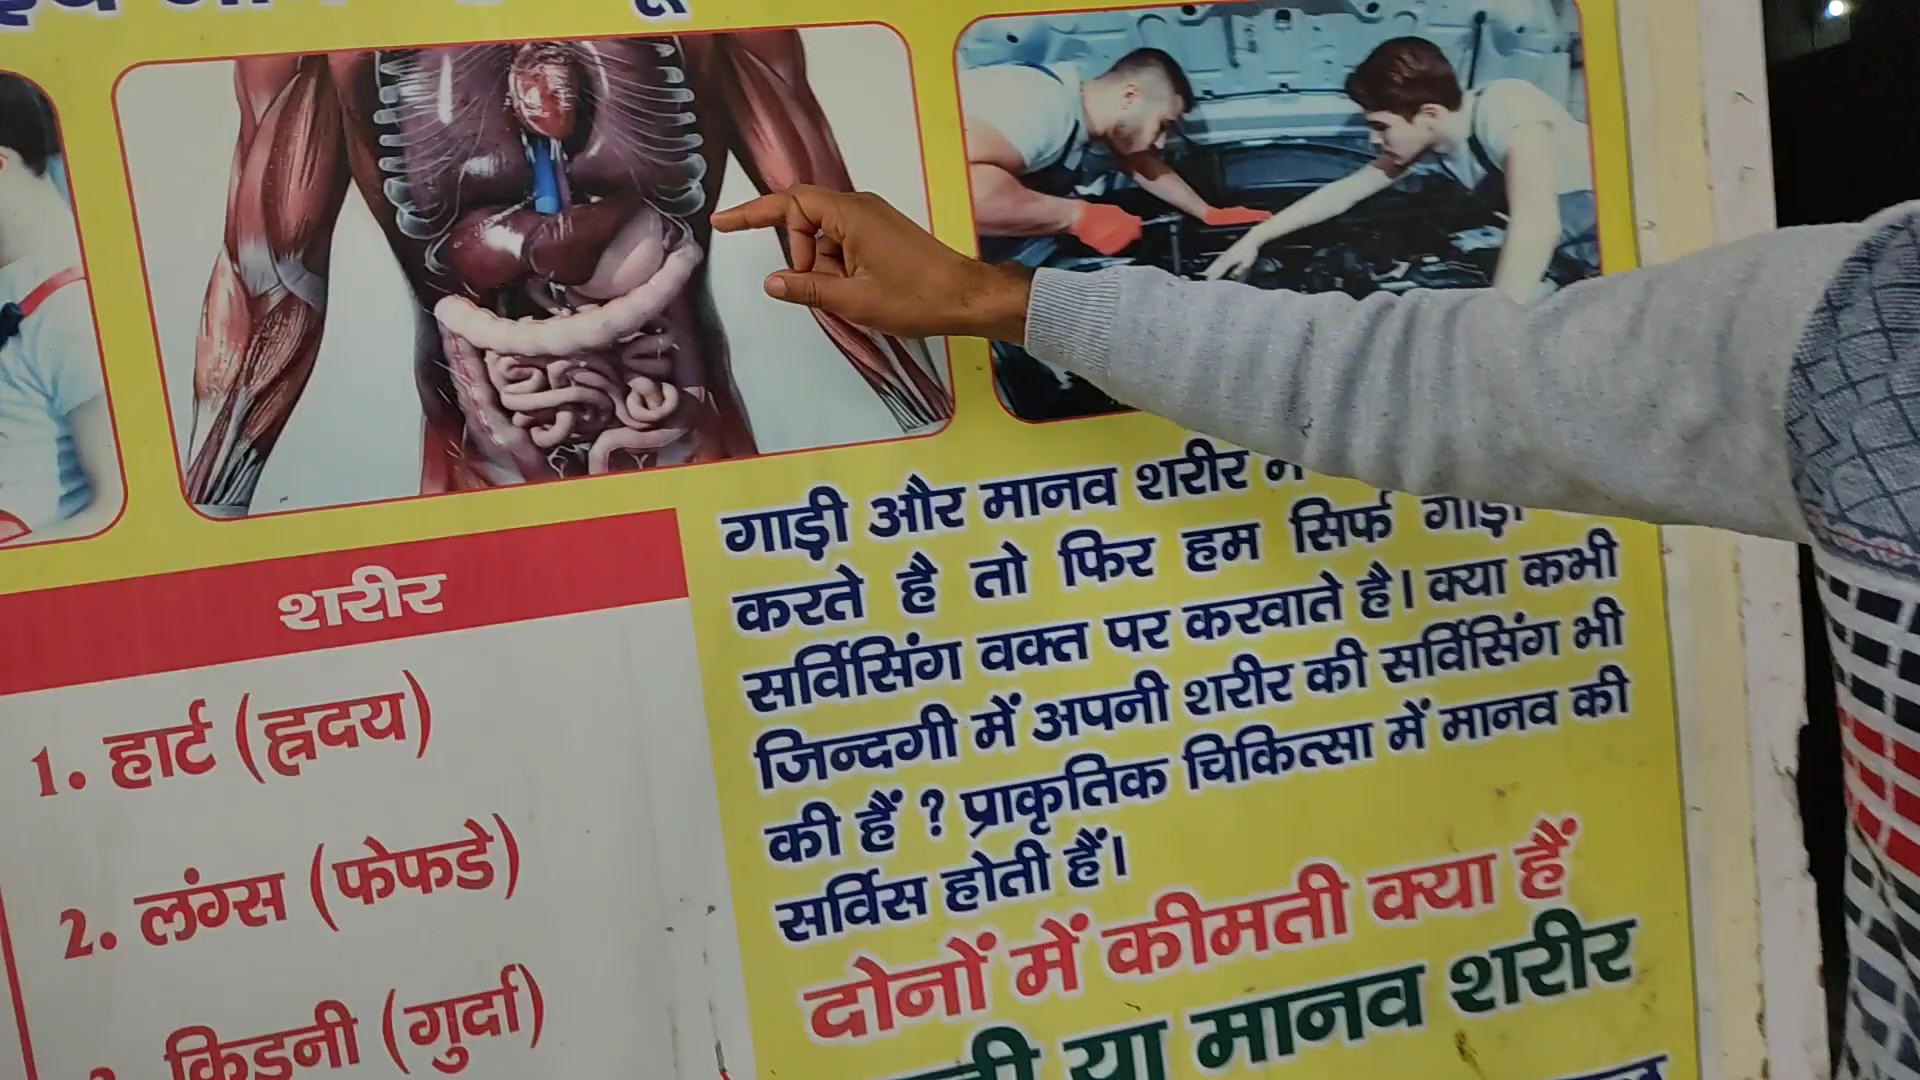 शरीर
1. हार्ट (ह्रदय)
2. लंग्स (फेफडे)
किडनी (गुर्दा)
गाड़ी और मानव शरीर में
करते है तो फिर हम सिर्फ गाड़ी
सर्विसिंग वक्त पर करवाते है। क्या कभी
जिन्दगी में अपनी शरीर की सर्विसिंग भी
की हैं ? प्राकृतिक चिकित्सा में मानव की
सर्विस होती हैं।
दोनों में कीमती क्या हैं
या मानव शरीर